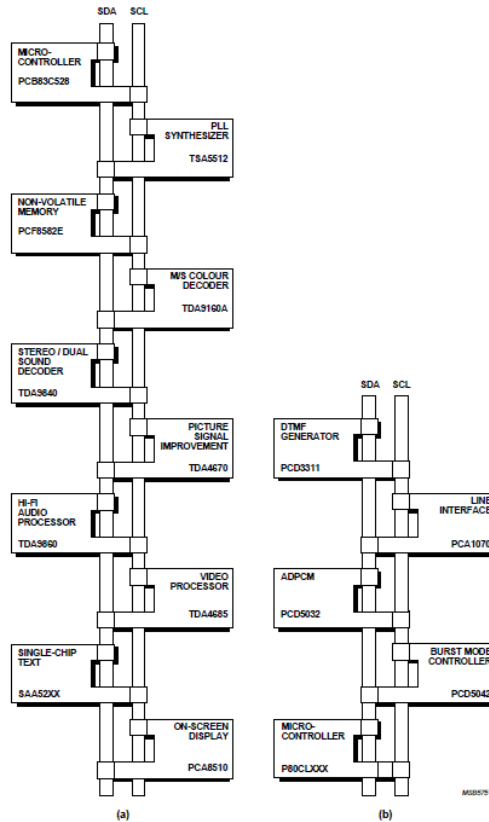 SDA SCL
MICRO-
CONTROLLER
PCB83C528
PLL
SYNTHESIZER
TSA5512
NON-VOLATILE
MEMORY
PCF8582E
M/S COLOUR
DECODER
TDA9160A
STEREO / DUAL
SOUND
DECODER
TDA9840
PICTURE
SIGNAL
IMPROVEMENT
TDA4670
HI-FI
AUDIO
PROCESSOR
TDA9860
VIDEO
PROCESSOR
TDA4685
SINGLE-CHIP
TEXT
SAA52XX
ON-SCREEN
DISPLAY
PCA8510
(a)
SDA SCL
DTMF
GENERATOR
PCD3311
LINE
INTERFACE
PCA1070
ADPCM
PCD5032
BURST MODE
CONTROLLER
PCD5042
MICRO-
CONTROLLER
P80CLXXX
(b)